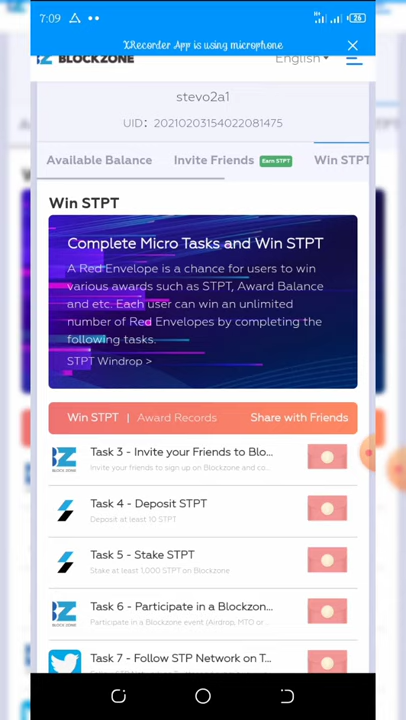 7:09
26
XRecorder App is using microphone
BLOCKZONE
English
stevo2a1
UID: 20210203154022081475
Available Balance
Invite Friends
Earn STPT
Win STPT
Win STPT
Complete Micro Tasks and Win STPT
A Red Envelope is a chance for users to win
various awards such as STPT, Award Balance
and etc. Each user can win an unlimited
number of Red Envelopes by completing the
following tasks.
STPT Windrop >
Win STPT | Award Records
Share with Friends
Task 3 - Invite your Friends to Blo...
Invite your friends to sign up on Blockzone and co...
Task 4 - Deposit STPT
Deposit at least 10 STPT
Task 5 - Stake STPT
Stake at least 1,000 STPT on Blockzone
Task 6 - Participate in a Blockzon...
Participate in a Blockzone event (Airdrop, MTO or ...
Task 7 - Follow STP Network on T...